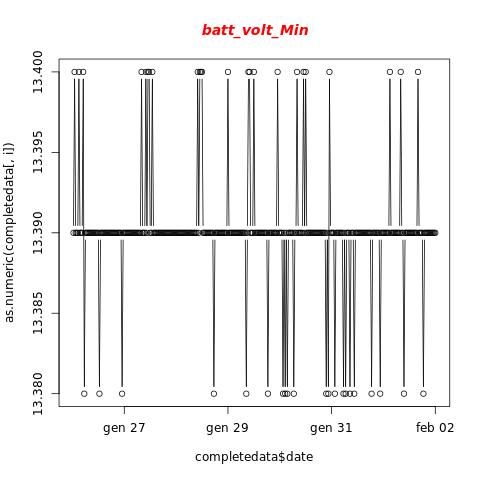 batt_volt_Min
as.numeric(completedata[, i])
13.400
13.395
13.390
13.385
13.380
gen 27
gen 29
gen 31
feb 02
completedata$date